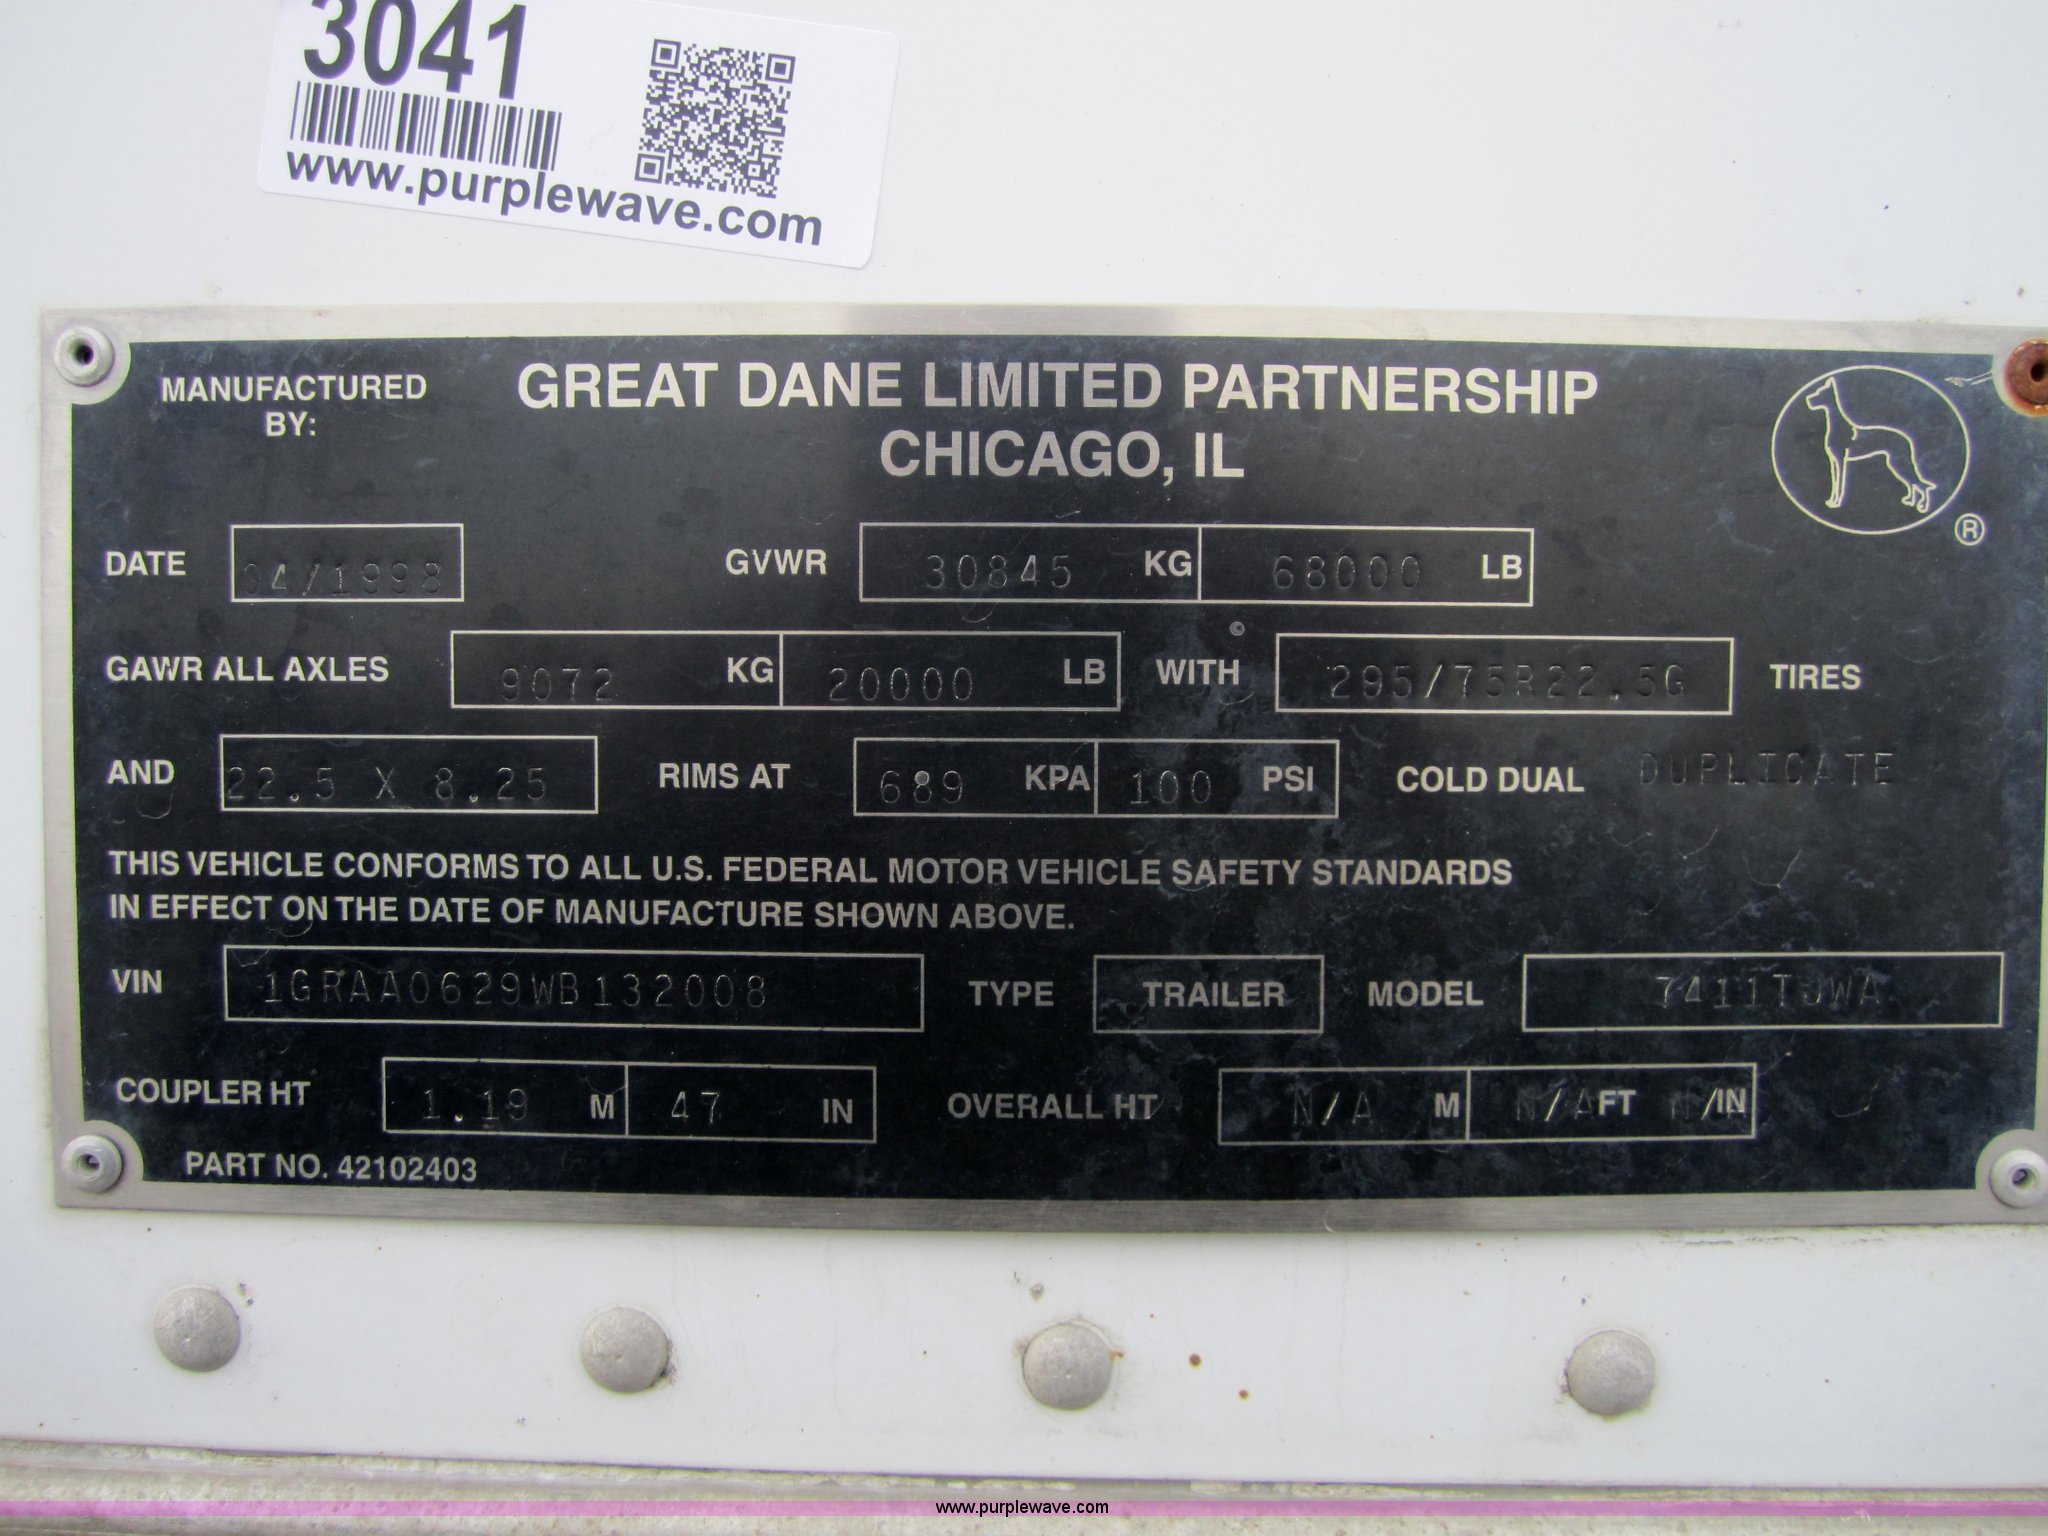 3041
www.purplewave.com
MANUFACTURED BY:
GREAT DANE LIMITED PARTNERSHIP
CHICAGO, IL
®
DATE 04/1998 GVWR 30845 KG 68000 LB
GAWR ALL AXLES 9072 KG 20000 LB WITH 295/75R22.5G TIRES
AND 22.5 X 8.25 RIMS AT 689 KPA 100 PSI COLD DUAL DUPLICATE
THIS VEHICLE CONFORMS TO ALL U.S. FEDERAL MOTOR VEHICLE SAFETY STANDARDS
IN EFFECT ON THE DATE OF MANUFACTURE SHOWN ABOVE.
VIN 1GRAA0629WB132008 TYPE TRAILER MODEL 7411TJWA
COUPLER HT 1.19 M 47 IN OVERALL HT N/A M N/A FT N/A IN
PART NO. 42102403
www.purplewave.com